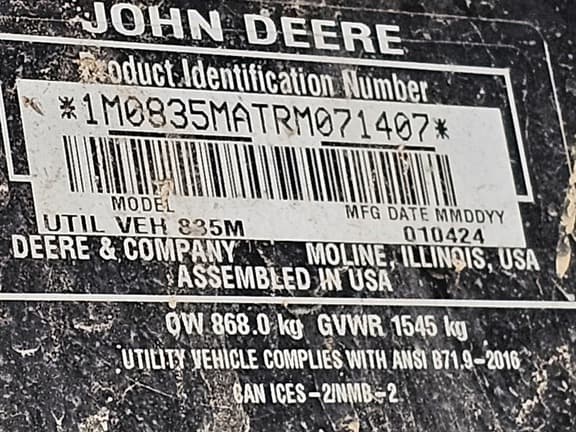 JOHN DEERE
Product Identification Number
*1M0835MATRM071407*
MODEL MFG DATE MMDDYY
UTIL VEH 835M 010424
DEERE & COMPANY MOLINE, ILLINOIS, USA
ASSEMBLED IN USA
OW 868.0 kg GVWR 1545 kg
UTILITY VEHICLE COMPLIES WITH ANSI B71.9-2016
CAN ICES-2/NMB-2